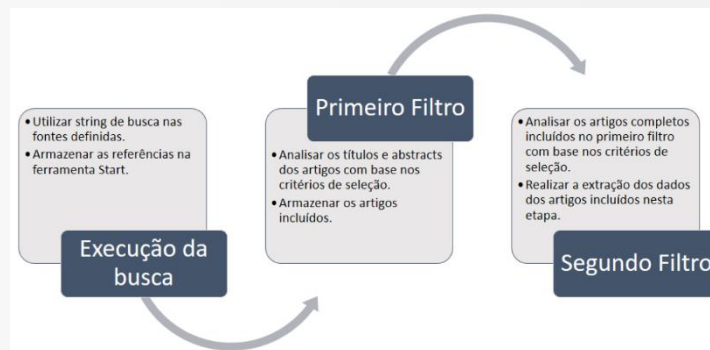 • Utilizar string de busca nas
fontes definidas.
• Armazenar as referências na
ferramenta Start.
Execução da
busca
Primeiro Filtro
• Analisar os títulos e abstracts
dos artigos com base nos
critérios de seleção.
• Armazenar os artigos
incluídos.
• Analisar os artigos completos
incluídos no primeiro filtro
com base nos critérios de
seleção.
• Realizar a extração dos dados
dos artigos incluídos nesta
etapa.
Segundo Filtro